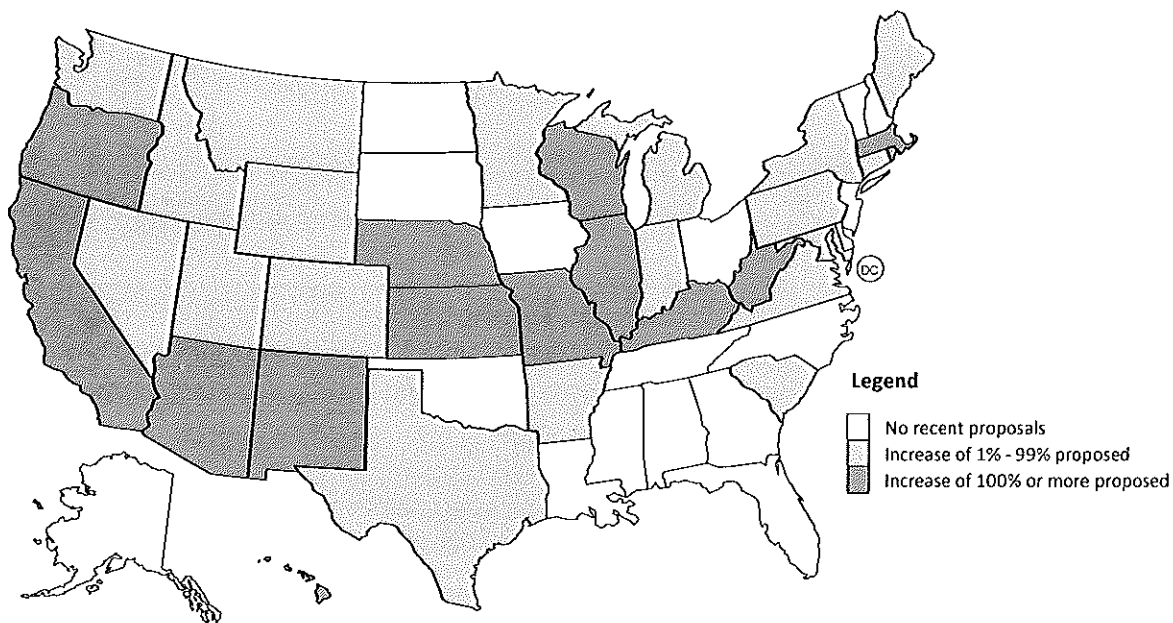 DC
Legend
No recent proposals
Increase of 1% - 99% proposed
Increase of 100% or more proposed